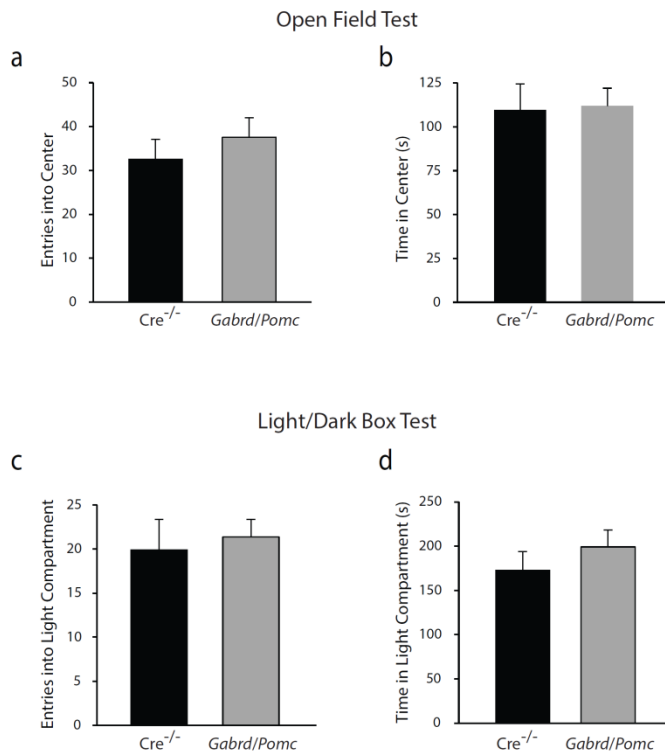 Open Field Test
a
Entries into Center
50
40
30
20
10
0
Cre-/-
Gabrd/Pomc
b
Time in Center (s)
125
100
75
50
25
0
Cre-/-
Gabrd/Pomc
Light/Dark Box Test
c
Entries into Light Compartment
25
20
15
10
5
0
Cre-/-
Gabrd/Pomc
d
Time in Light Compartment (s)
250
200
150
100
50
0
Cre-/-
Gabrd/Pomc